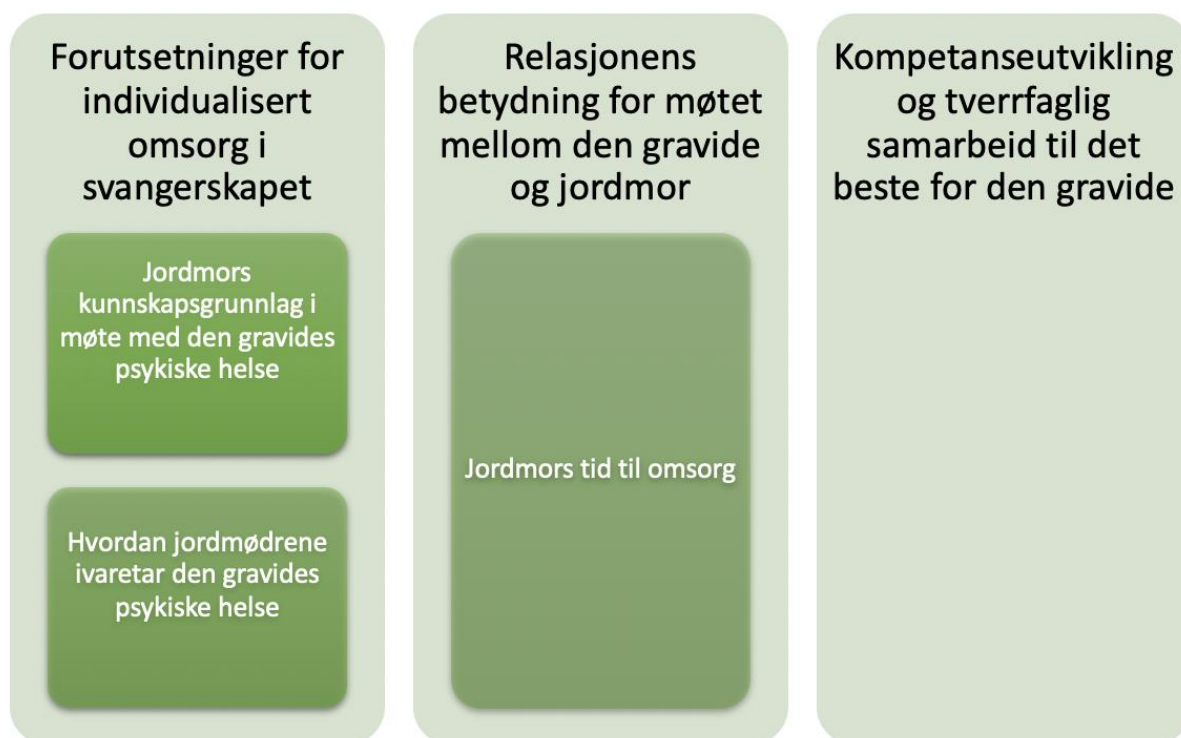 Forutsetninger for
individualisert
omsorg i
svangerskapet
Jordmors
kunnskapsgrunnlag i
møte med den gravides
psykiske helse
Hvordan jordmødrene
ivaretar den gravides
psykiske helse
Relasjonens
betydning for møtet
mellom den gravide
og jordmor
Jordmors tid til omsorg
Kompetanseutvikling
og tverrfaglig
samarbeid til det
beste for den gravide